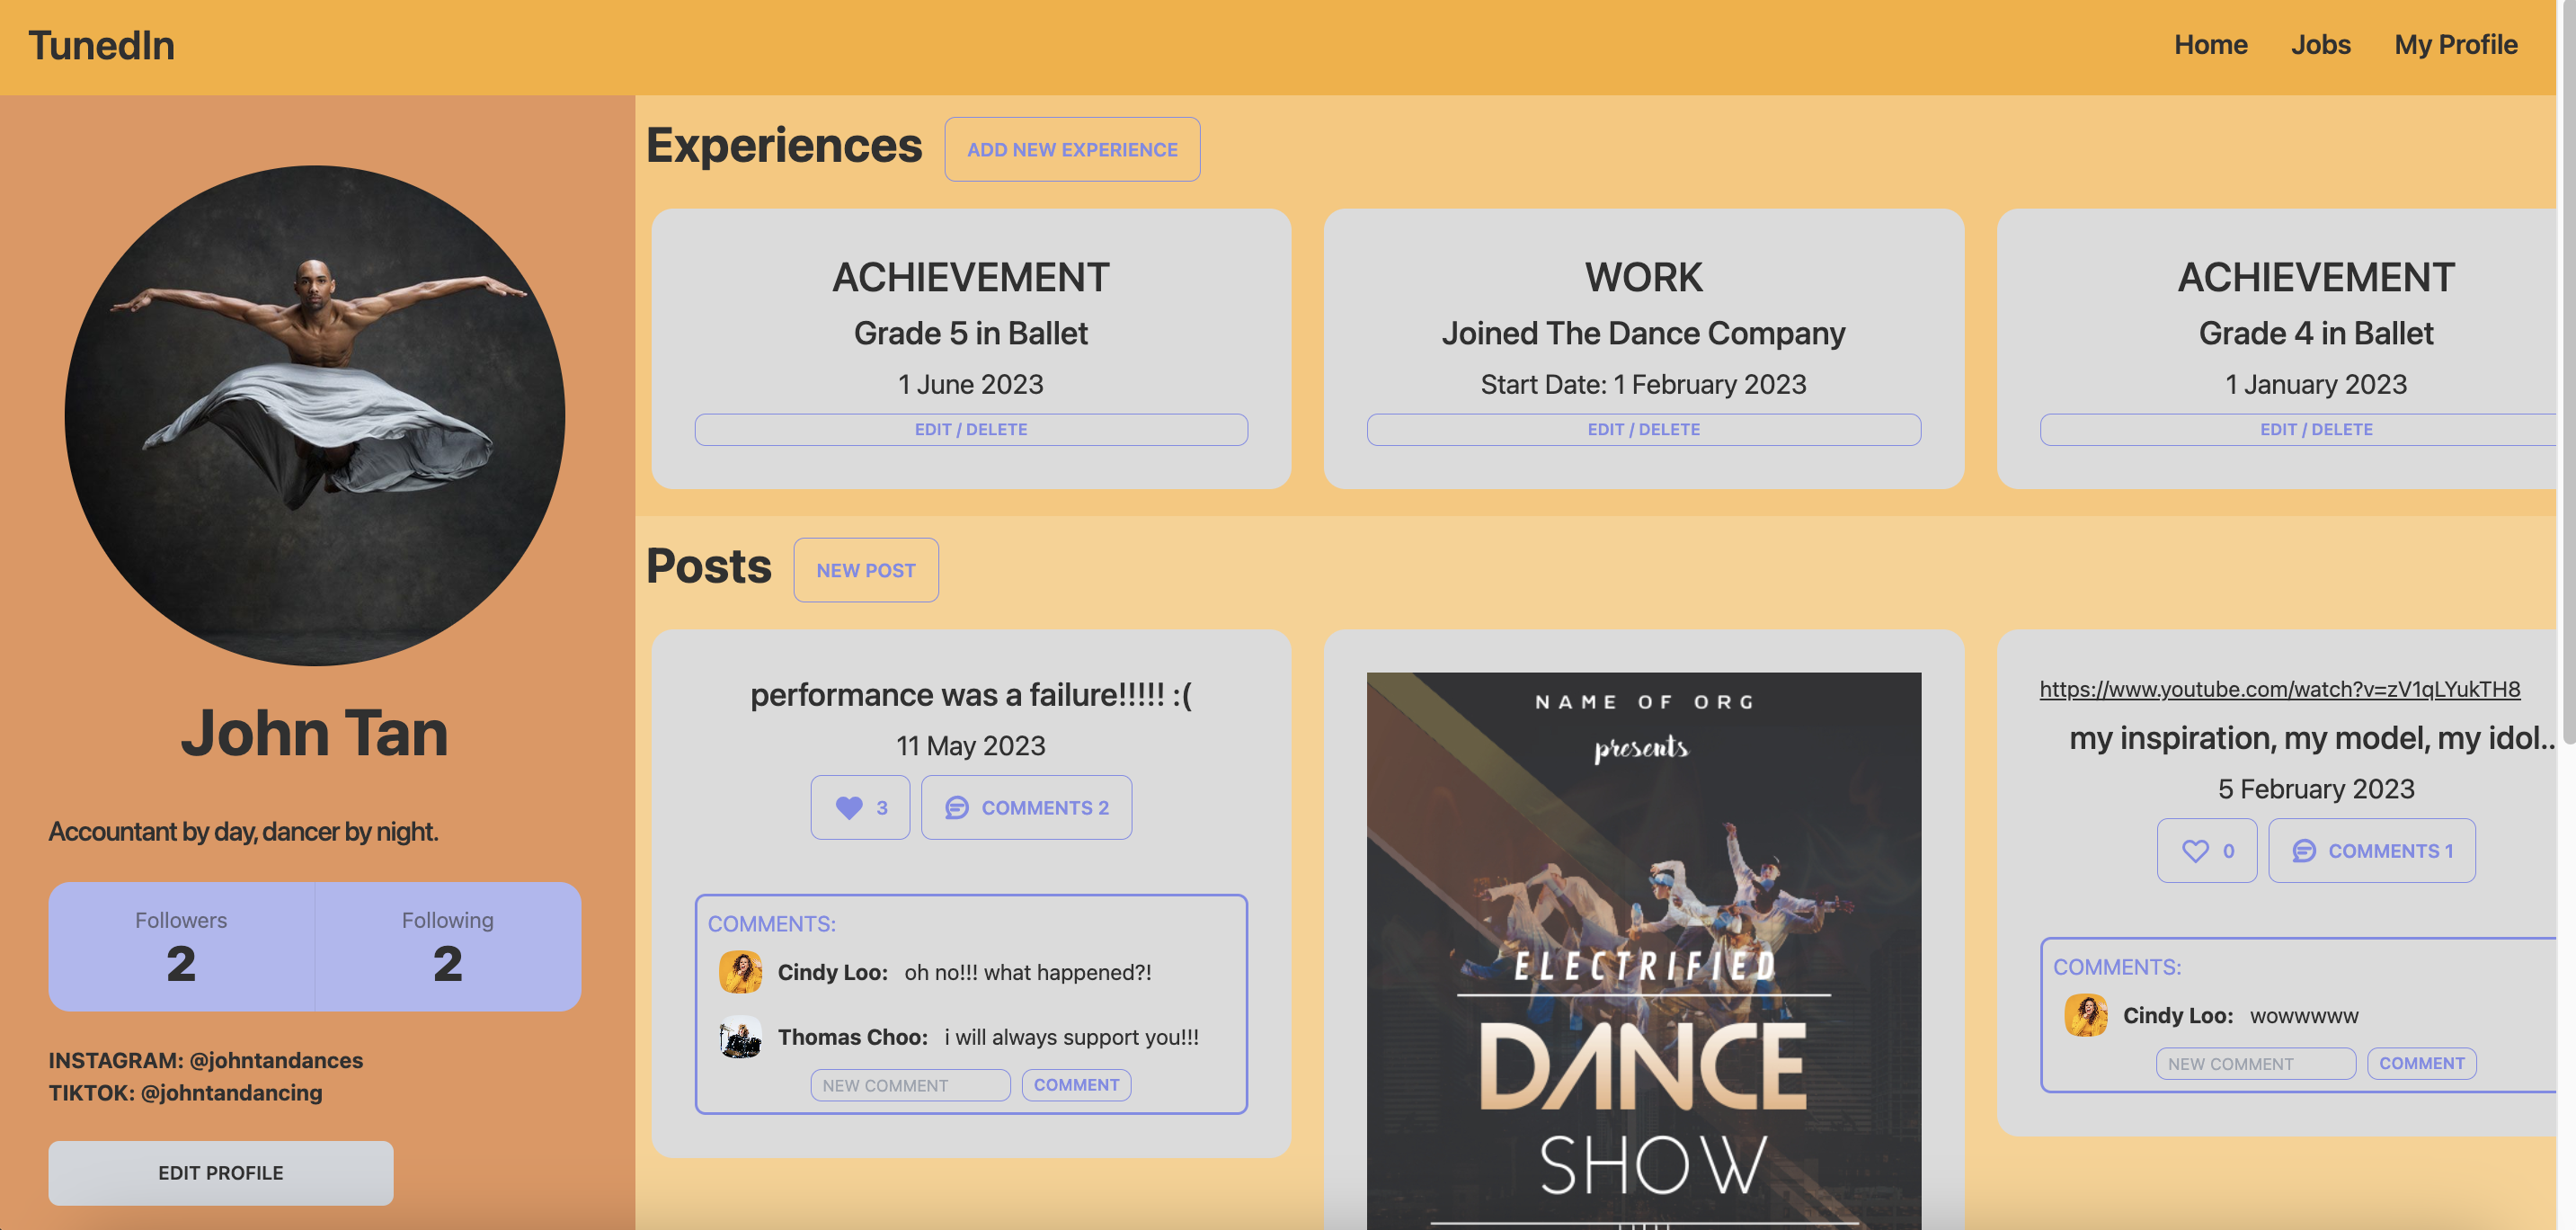 TunedIn
Home Jobs My Profile
John Tan
Accountant by day, dancer by night.
Followers
2
Following
2
INSTAGRAM: @johntandances
TIKTOK: @johntandancing
EDIT PROFILE
Experiences
ADD NEW EXPERIENCE
ACHIEVEMENT
Grade 5 in Ballet
1 June 2023
EDIT / DELETE
WORK
Joined The Dance Company
Start Date: 1 February 2023
EDIT / DELETE
ACHIEVEMENT
Grade 4 in Ballet
1 January 2023
EDIT / DELETE
Posts
NEW POST
performance was a failure!!!!! :(
11 May 2023
3
COMMENTS 2
COMMENTS:
Cindy Loo: oh no!!! what happened?!
Thomas Choo: i will always support you!!!
NEW COMMENT
COMMENT
NAME OF ORG
presents
ELECTRIFIED
DANCE
SHOW
https://www.youtube.com/watch?v=zV1qLYukTH8
my inspiration, my model, my idol..
5 February 2023
0
COMMENTS 1
COMMENTS:
Cindy Loo: wowwwww
NEW COMMENT
COMMENT